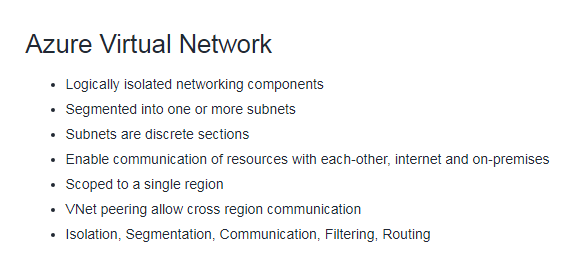 Azure Virtual Network
• Logically isolated networking components
• Segmented into one or more subnets
• Subnets are discrete sections
• Enable communication of resources with each-other, internet and on-premises
• Scoped to a single region
• VNet peering allow cross region communication
• Isolation, Segmentation, Communication, Filtering, Routing